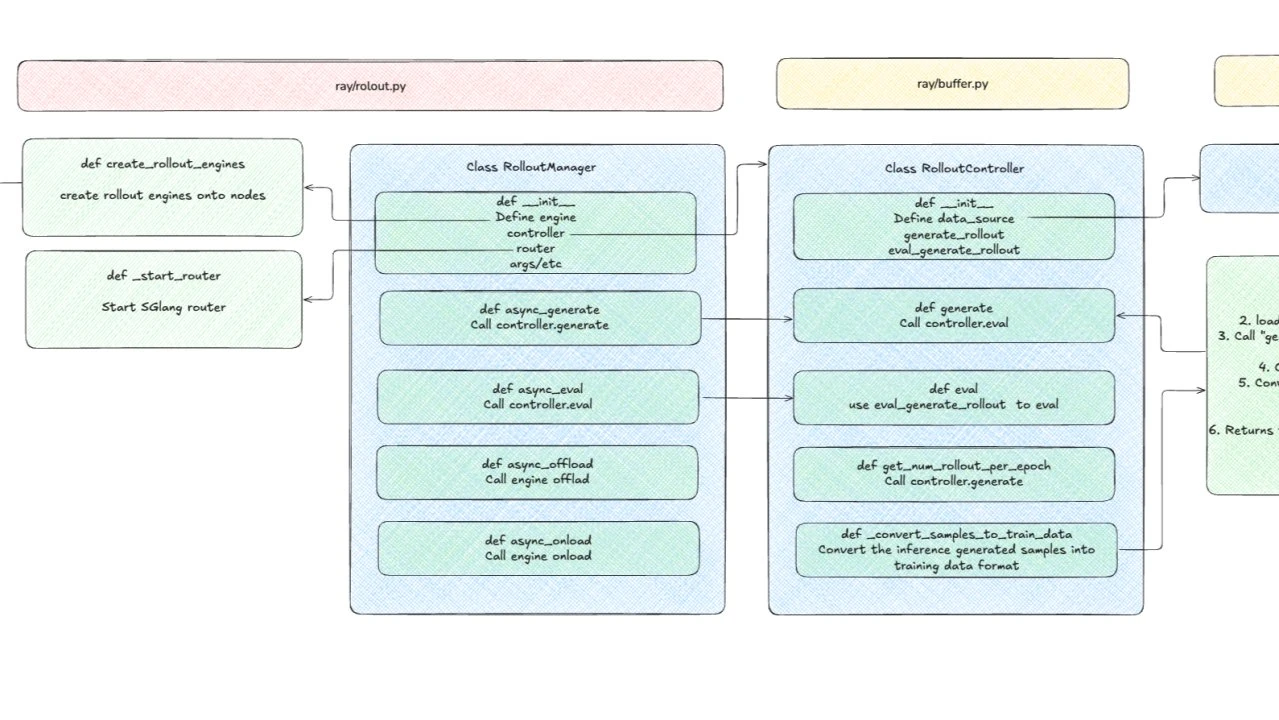 ray/rolout.py
ray/buffer.py
def create_rollout_engines
create rollout engines onto nodes
def _start_router
Start SGlang router
Class RolloutManager
def __init__
Define engine
controller
router
args/etc
def async_generate
Call controller.generate
def async_eval
Call controller.eval
def async_offload
Call engine offlad
def async_onload
Call engine onload
Class RolloutController
def __init__
Define data_source
generate_rollout
eval_generate_rollout
def generate
Call controller.eval
def eval
use eval_generate_rollout to eval
def get_num_rollout_per_epoch
Call controller.generate
def _convert_samples_to_train_data
Convert the inference generated samples into
training data format
2. load
3. Call "ge
4.
5. Conv
6. Returns